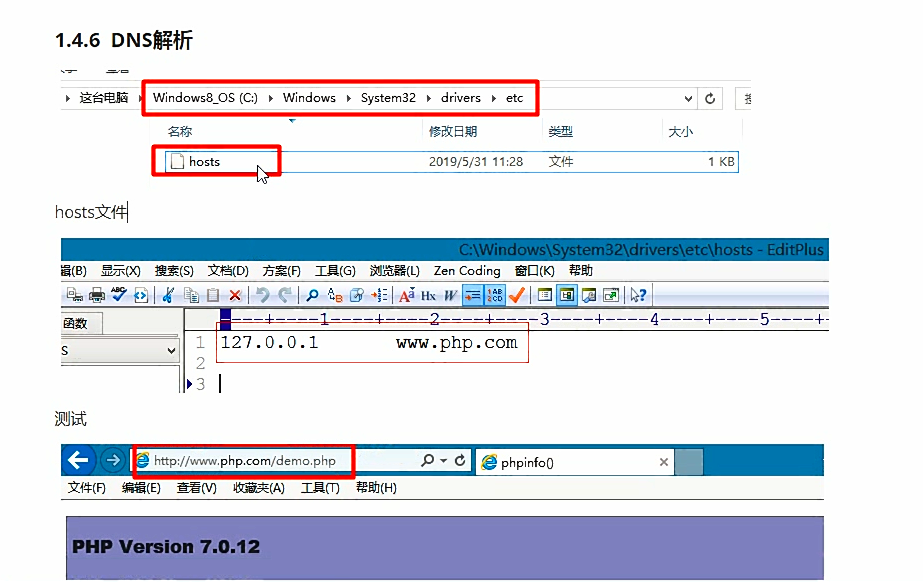 1.4.6 DNS解析
这台电脑 Windows8_OS (C:) Windows System32 drivers etc
名称 修改日期 类型 大小
hosts 2019/5/31 11:28 文件 1 KB
hosts文件
C:\Windows\System32\drivers\etc\hosts - EditPlus
辑(B) 显示(X) 搜索(S) 文档(D) 方案(F) 工具(G) 浏览器(L) Zen Coding 窗口(K) 帮助
函数
----+----1----+----2----+----3----+----4----+----5----+
S
1 127.0.0.1 www.php.com
2
3
测试
http://www.php.com/demo.php phpinfo()
文件(F) 编辑(E) 查看(V) 收藏夹(A) 工具(T) 帮助(H)
PHP Version 7.0.12